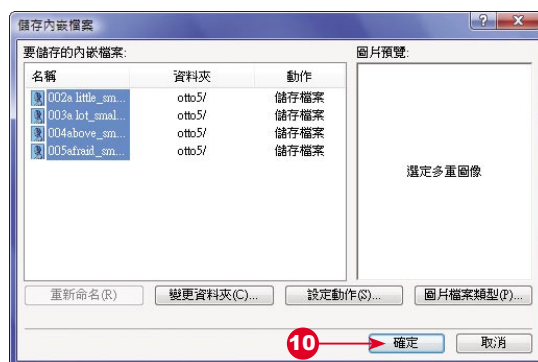 儲存內嵌檔案
要儲存的內嵌檔案:
圖片預覽:
名稱 資料夾 動作
002a little_sm... otto5/ 儲存檔案
003a lot_smal... otto5/ 儲存檔案
004above_sm... otto5/ 儲存檔案
005afraid_sm... otto5/ 儲存檔案
選定多重圖像
重新命名(R) 變更資料夾(C)... 設定動作(S)... 圖片檔案類型(P)...
10 確定 取消